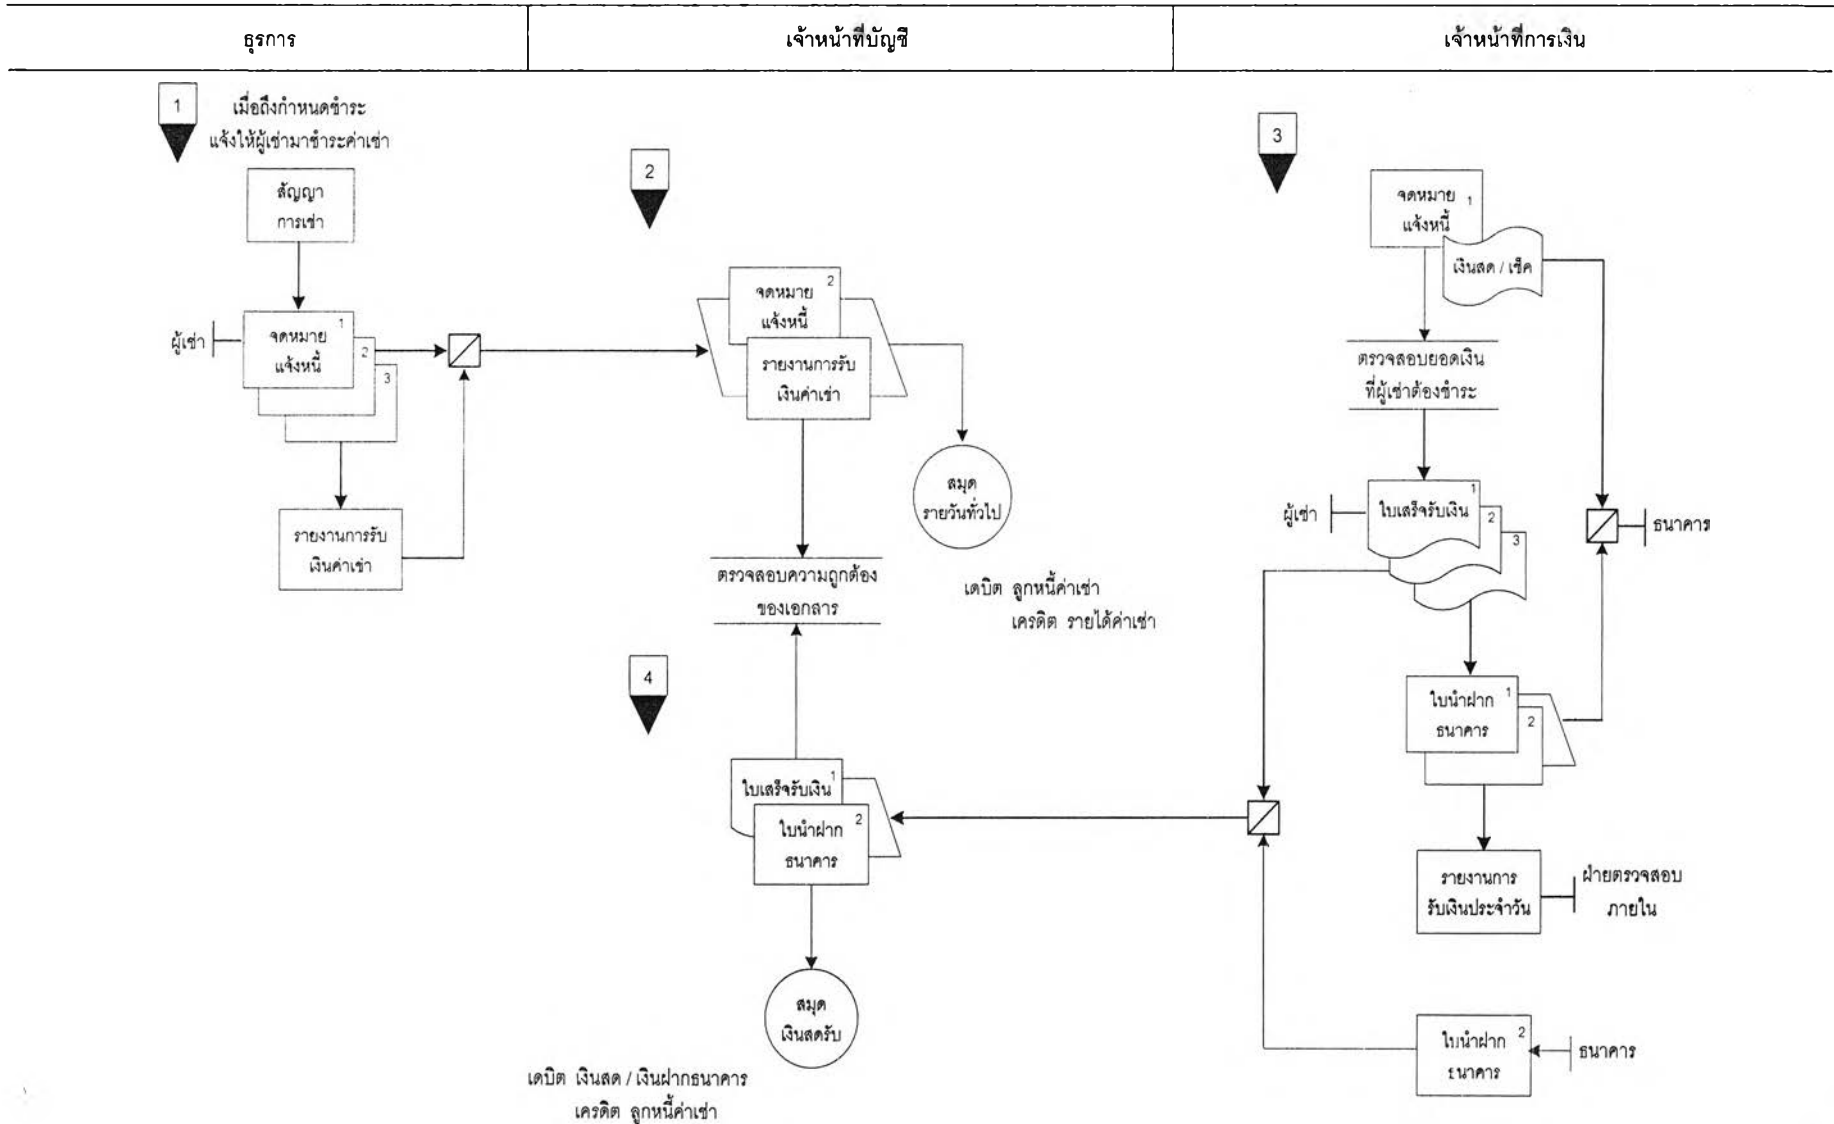 ธุรการ
เจ้าหน้าที่บัญชี
เจ้าหน้าที่การเงิน
1
เมื่อถึงกำหนดชำระ
แจ้งให้ผู้เช่ามาชำระค่าเช่า
สัญญา
การเช่า
ผู้เช่า
จดหมาย
แจ้งหนี้
1
2
3
รายงานการรับ
เงินค่าเช่า
2
จดหมาย
แจ้งหนี้
2
รายงานการรับ
เงินค่าเช่า
สมุด
รายวันทั่วไป
ตรวจสอบความถูกต้อง
ของเอกสาร
เดบิต ลูกหนี้ค่าเช่า
เครดิต รายได้ค่าเช่า
4
ใบเสร็จรับเงิน
1
ใบนำฝาก
ธนาคาร
2
สมุด
เงินสดรับ
เดบิต เงินสด / เงินฝากธนาคาร
เครดิต ลูกหนี้ค่าเช่า
3
จดหมาย
แจ้งหนี้
1
เงินสด / เช็ค
ตรวจสอบยอดเงิน
ที่ผู้เช่าต้องชำระ
ผู้เช่า
ใบเสร็จรับเงิน
1
2
3
ธนาคาร
ใบนำฝาก
ธนาคาร
1
2
รายงานการ
รับเงินประจำวัน
ฝ่ายตรวจสอบ
ภายใน
ใบนำฝาก
ธนาคาร
2
ธนาคาร